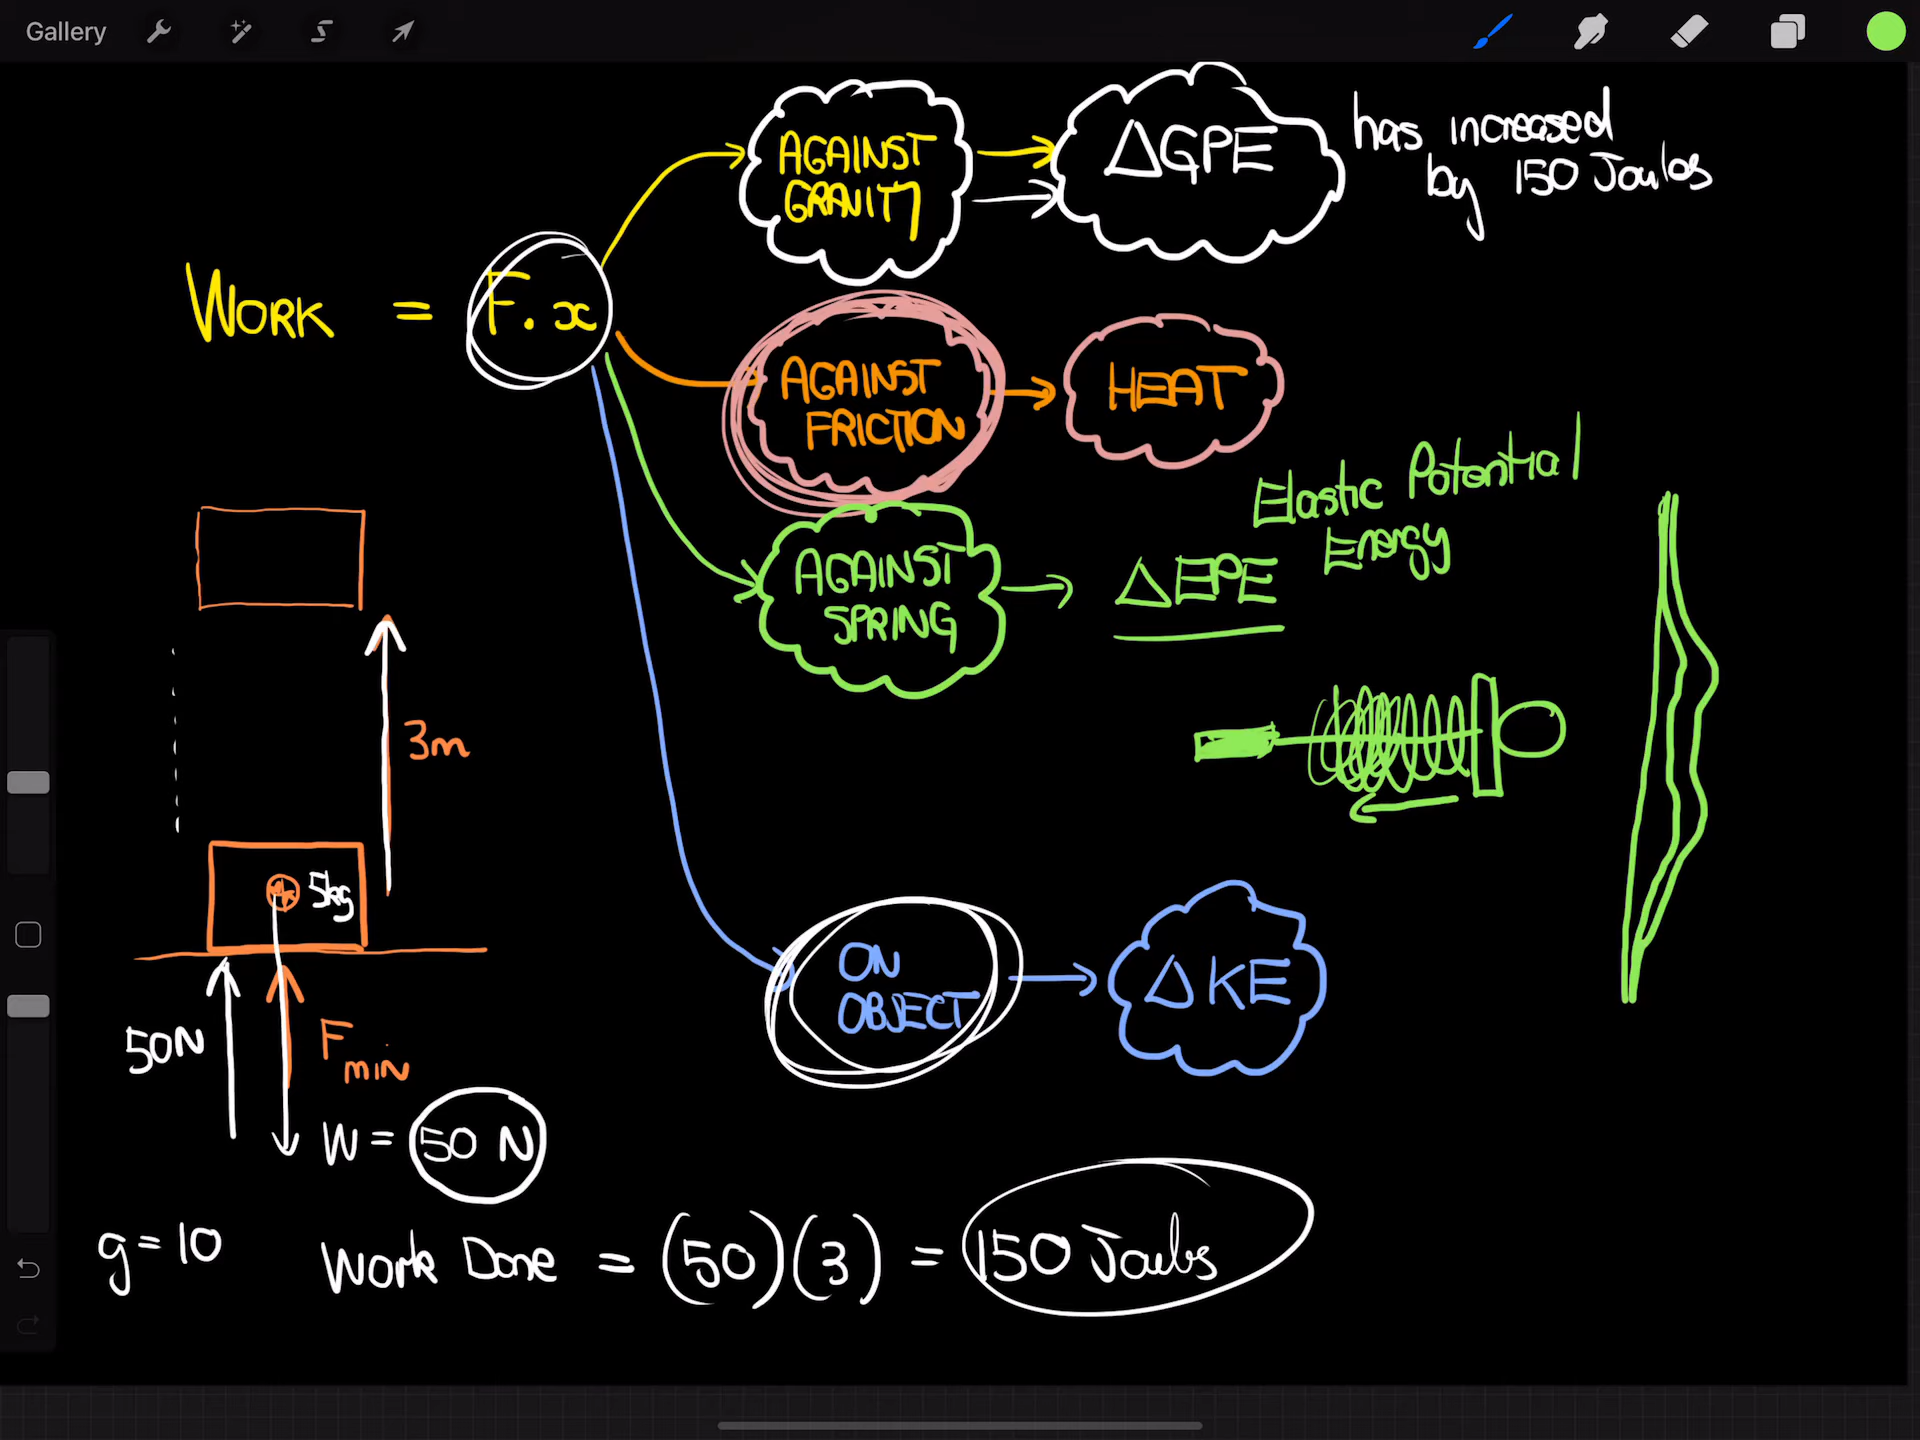 Gallery
AGAINST
GRAVITY
ΔGPE
has increased
by 150 Joules
WORK = F.x
AGAINST
FRICTION
HEAT
Elastic Potential
Energy
AGAINST
SPRING
ΔEPE
3m
5kg
ON
OBJECT
ΔKE
50N
F min
W = 50 N
g = 10
Work Done = (50)(3) = 150 Joules